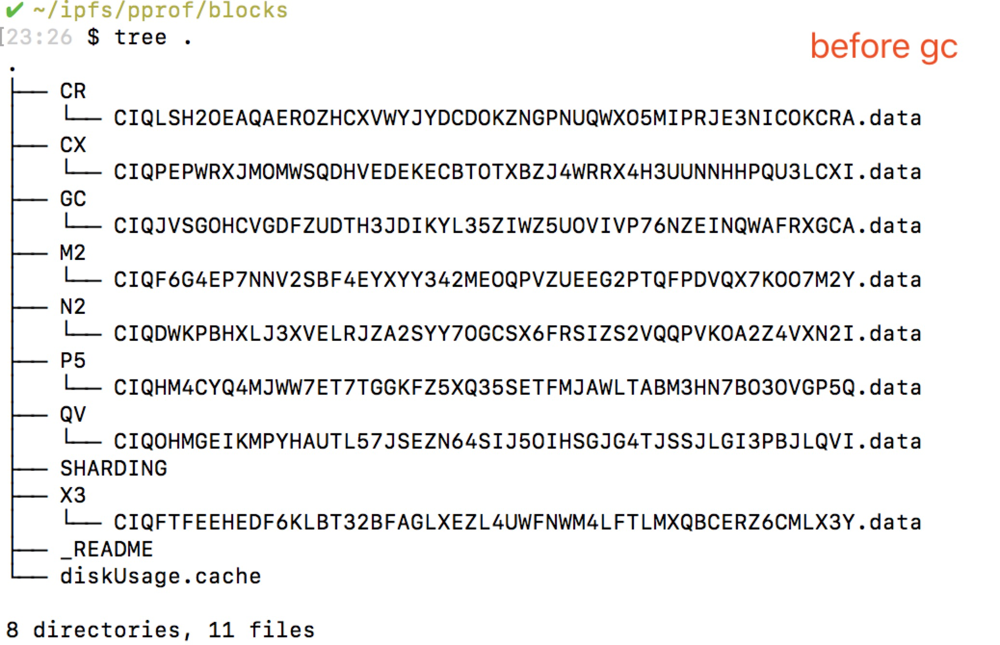 ✔ ~/ipfs/pprof/blocks
[23:26 $ tree .
before gc
.
├── CR
│   └── CIQLSH2OEAQAEROZHCXVWYJYDCDOKZNGPNUQWXO5MIPRJE3NICOKCRA.data
├── CX
│   └── CIQPEPWRXJMOMWSQDHVEDEKECBTOTXBZJ4WRRX4H3UUNNHHPQU3LCXI.data
├── GC
│   └── CIQJVSGOHCVGDFZUDTH3JDIKYL35ZIWZ5UOVIVP76NZEINQWAFRXGCA.data
├── M2
│   └── CIQF6G4EP7NNV2SBF4EYXYY342MEOQPVZUEEG2PTQFPDVQX7KOO7M2Y.data
├── N2
│   └── CIQDWKPBHXLJ3XVELRJZA2SYY7OGCSX6FRSIZS2VQQPVKOA2Z4VXN2I.data
├── P5
│   └── CIQHM4CYQ4MJWW7ET7TGGKFZ5XQ35SETFMJAWLTABM3HN7BO3OVGP5Q.data
├── QV
│   └── CIQOHMGEIKMPYHAUTL57JSEZN64SIJ5OIHSGJG4TJSSJLGI3PBJLQVI.data
├── SHARDING
├── X3
│   └── CIQFTFEEHEDF6KLBT32BFAGLXEZL4UWFNWM4LFTLMXQBCERZ6CMLX3Y.data
├── _README
└── diskUsage.cache
8 directories, 11 files